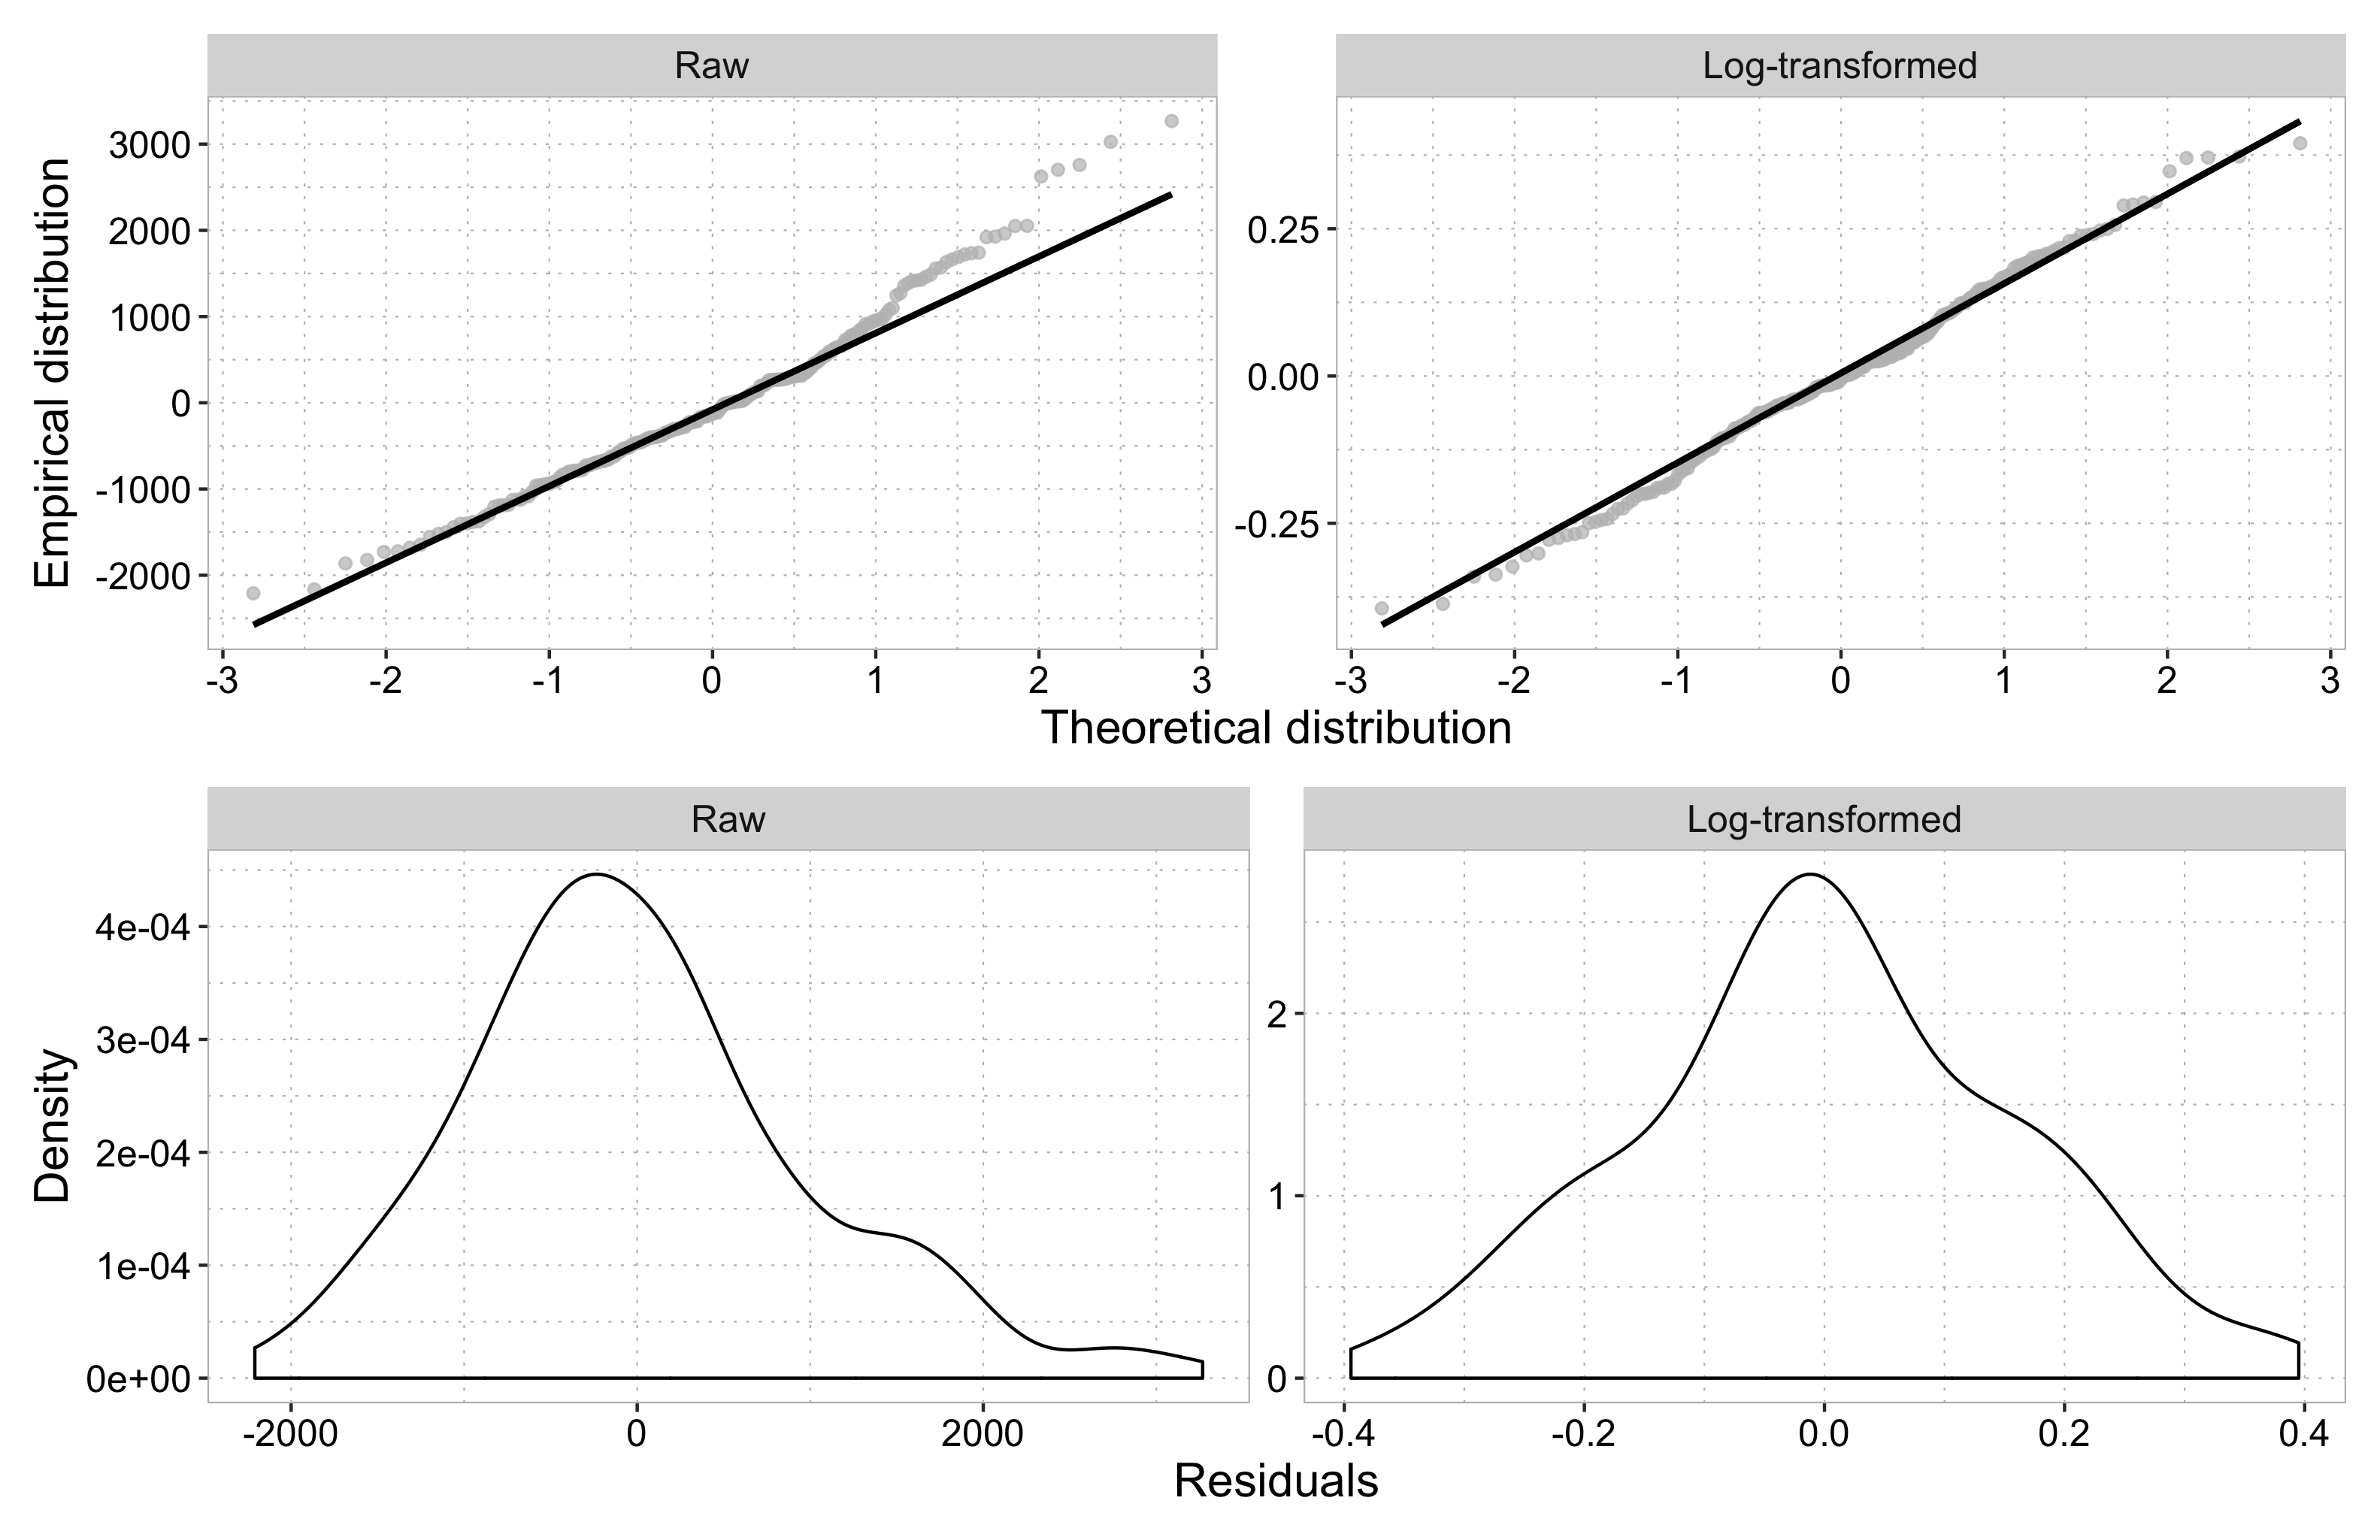 Raw
Log-transformed
Empirical distribution
3000
2000
1000
0
-1000
-2000
0.25
0.00
-0.25
-3 -2 -1 0 1 2 3
-3 -2 -1 0 1 2 3
Theoretical distribution
Raw
Log-transformed
Density
4e-04
3e-04
2e-04
1e-04
0e+00
2
1
0
-2000 0 2000
-0.4 -0.2 0.0 0.2 0.4
Residuals